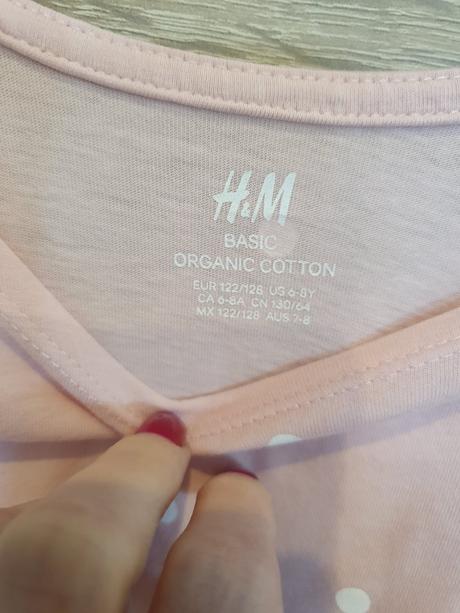 H&M
BASIC
ORGANIC COTTON
EUR 122/128 US 6-8Y
CA 6-8A CN 130/64
MX 122/128 AUS 7-8